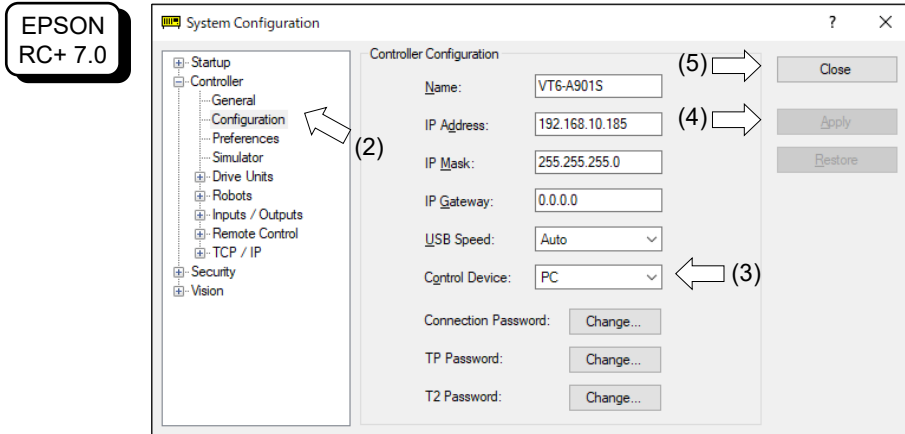 EPSON
RC+ 7.0
System Configuration
?
Startup
Controller
General
Configuration
Preferences
Simulator
Drive Units
Robots
Inputs / Outputs
Remote Control
TCP / IP
Security
Vision
(2)
Controller Configuration
Name: VT6-A901S
IP Address: 192.168.10.185
IP Mask: 255.255.255.0
IP Gateway: 0.0.0.0
USB Speed: Auto
Control Device: PC
(3)
Connection Password: Change...
TP Password: Change...
T2 Password: Change...
(5) Close
(4) Apply
Restore